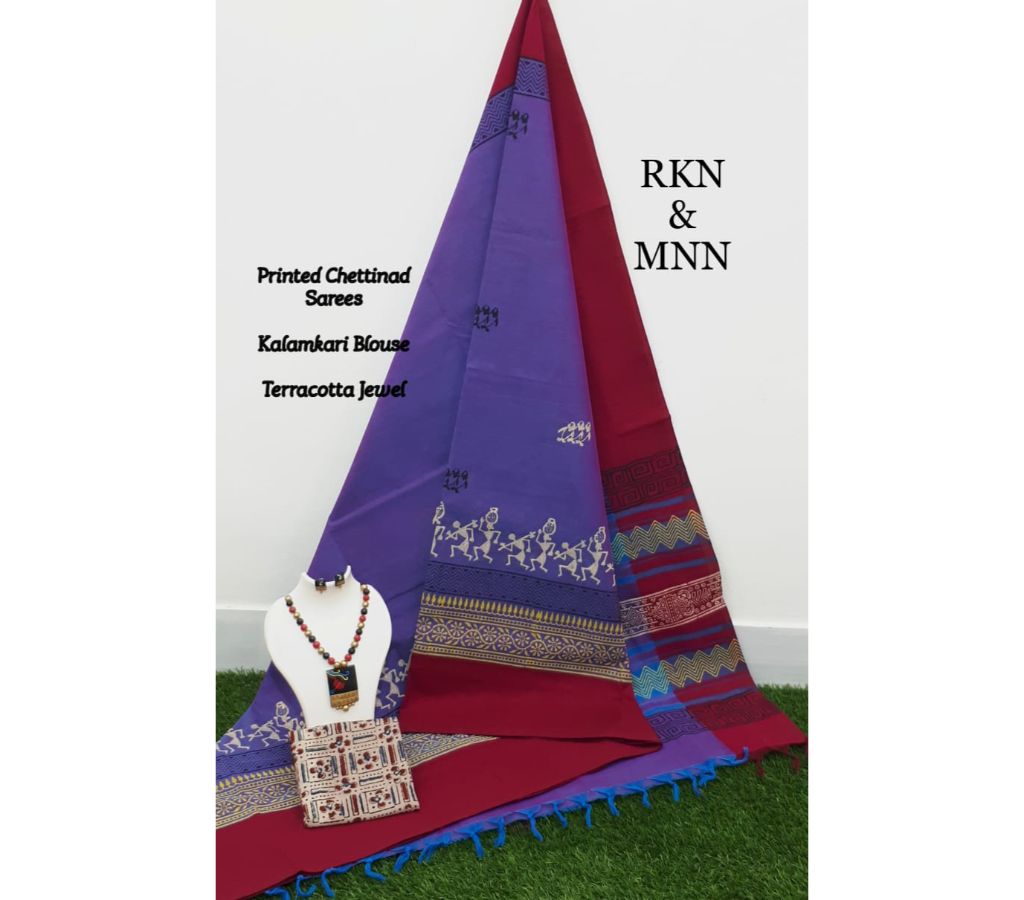 RKN
&
MNN
Printed Chettinad
Sarees
Kalamkari Blouse
Terracotta Jewel